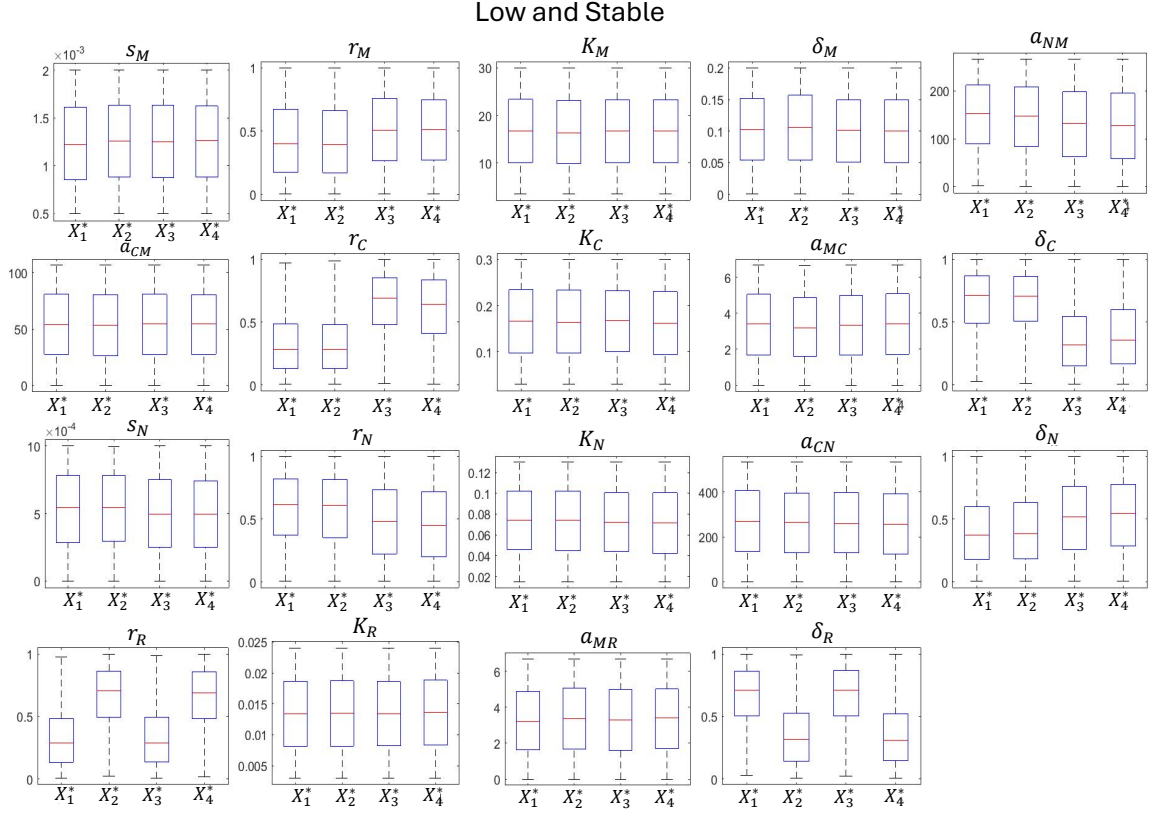 Low and Stable
s_M
×10^-3
2
1.5
1
0.5
X_1^* X_2^* X_3^* X_4^*
r_M
1
0.5
0
X_1^* X_2^* X_3^* X_4^*
K_M
30
20
10
X_1^* X_2^* X_3^* X_4^*
δ_M
0.2
0.15
0.1
0.05
0
X_1^* X_2^* X_3^* X_4^*
a_NM
200
100
0
X_1^* X_2^* X_3^* X_4^*
a_CM
100
50
0
X_1^* X_2^* X_3^* X_4^*
r_C
1
0.5
0
X_1^* X_2^* X_3^* X_4^*
K_C
0.3
0.2
0.1
X_1^* X_2^* X_3^* X_4^*
a_MC
6
4
2
0
X_1^* X_2^* X_3^* X_4^*
δ_C
1
0.5
0
X_1^* X_2^* X_3^* X_4^*
s_N
×10^-4
10
5
0
X_1^* X_2^* X_3^* X_4^*
r_N
1
0.5
0
X_1^* X_2^* X_3^* X_4^*
K_N
0.12
0.1
0.08
0.06
0.04
0.02
X_1^* X_2^* X_3^* X_4^*
a_CN
400
200
0
X_1^* X_2^* X_3^* X_4^*
δ_N
1
0.5
0
X_1^* X_2^* X_3^* X_4^*
r_R
1
0.5
0
X_1^* X_2^* X_3^* X_4^*
K_R
0.025
0.02
0.015
0.01
0.005
X_1^* X_2^* X_3^* X_4^*
a_MR
6
4
2
0
X_1^* X_2^* X_3^* X_4^*
δ_R
1
0.5
0
X_1^* X_2^* X_3^* X_4^*